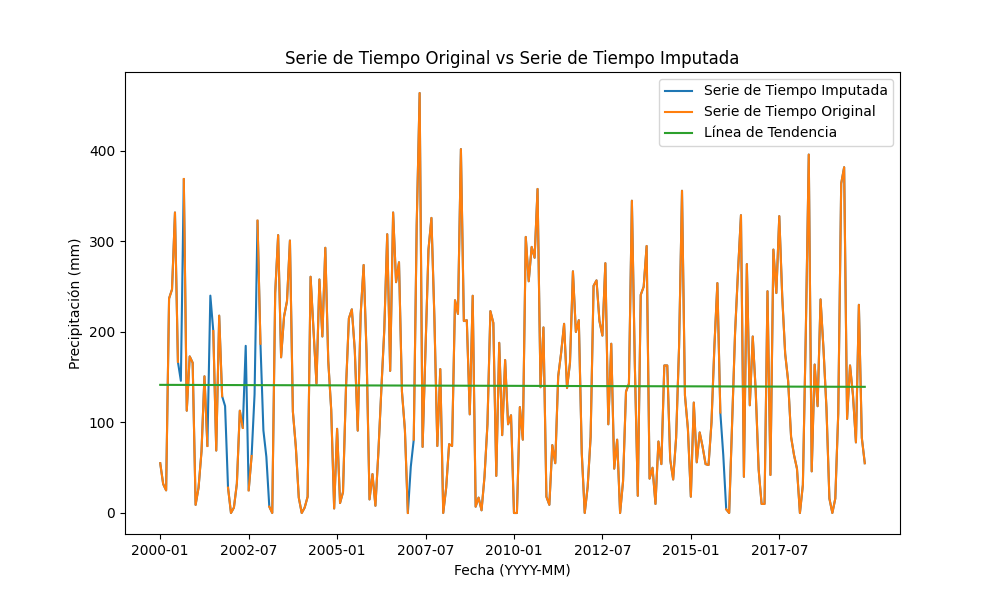 Serie de Tiempo Original vs Serie de Tiempo Imputada
Serie de Tiempo Imputada
Serie de Tiempo Original
Línea de Tendencia
Precipitación (mm)
400
300
200
100
0
2000-01 2002-07 2005-01 2007-07 2010-01 2012-07 2015-01 2017-07
Fecha (YYYY-MM)